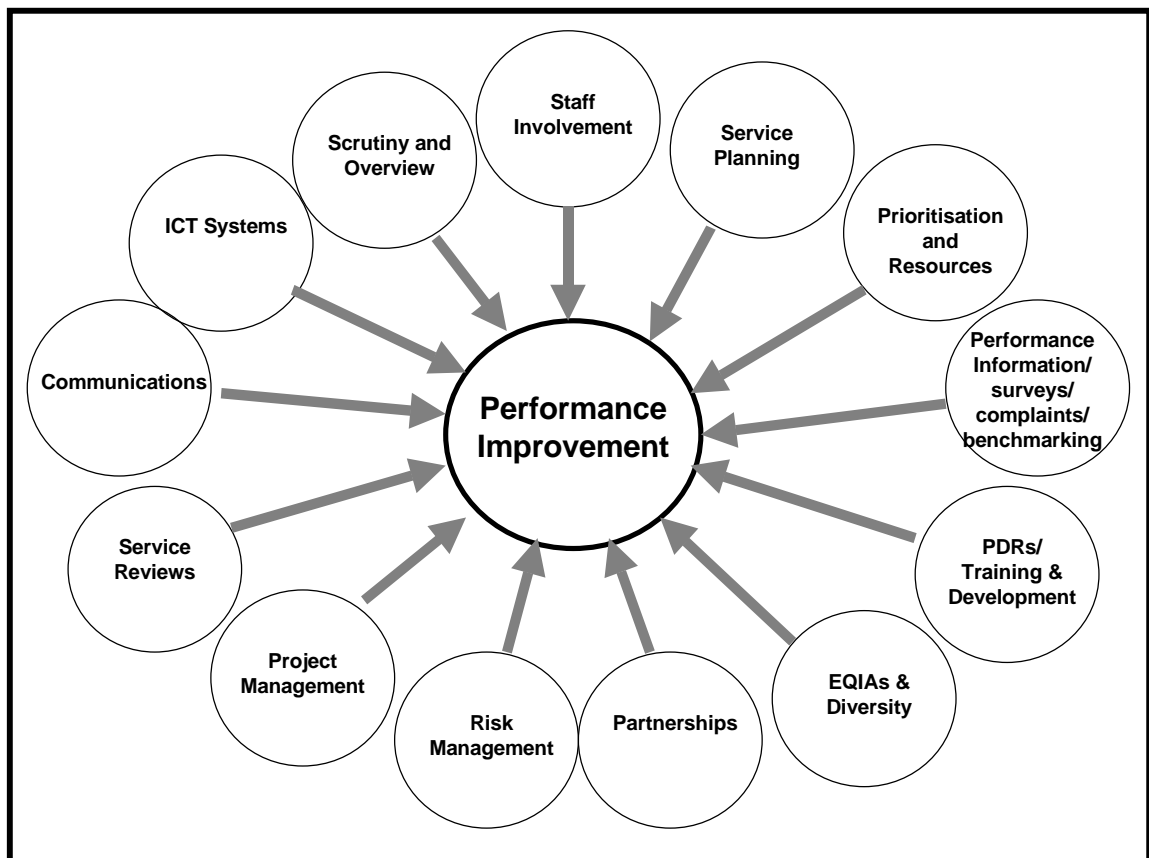 Staff
Involvement
Service
Planning
Prioritisation
and
Resources
Performance
Information/
surveys/
complaints/
benchmarking
PDRs/
Training &
Development
EQIAs &
Diversity
Partnerships
Risk
Management
Project
Management
Service
Reviews
Communications
ICT Systems
Scrutiny and
Overview
Performance
Improvement